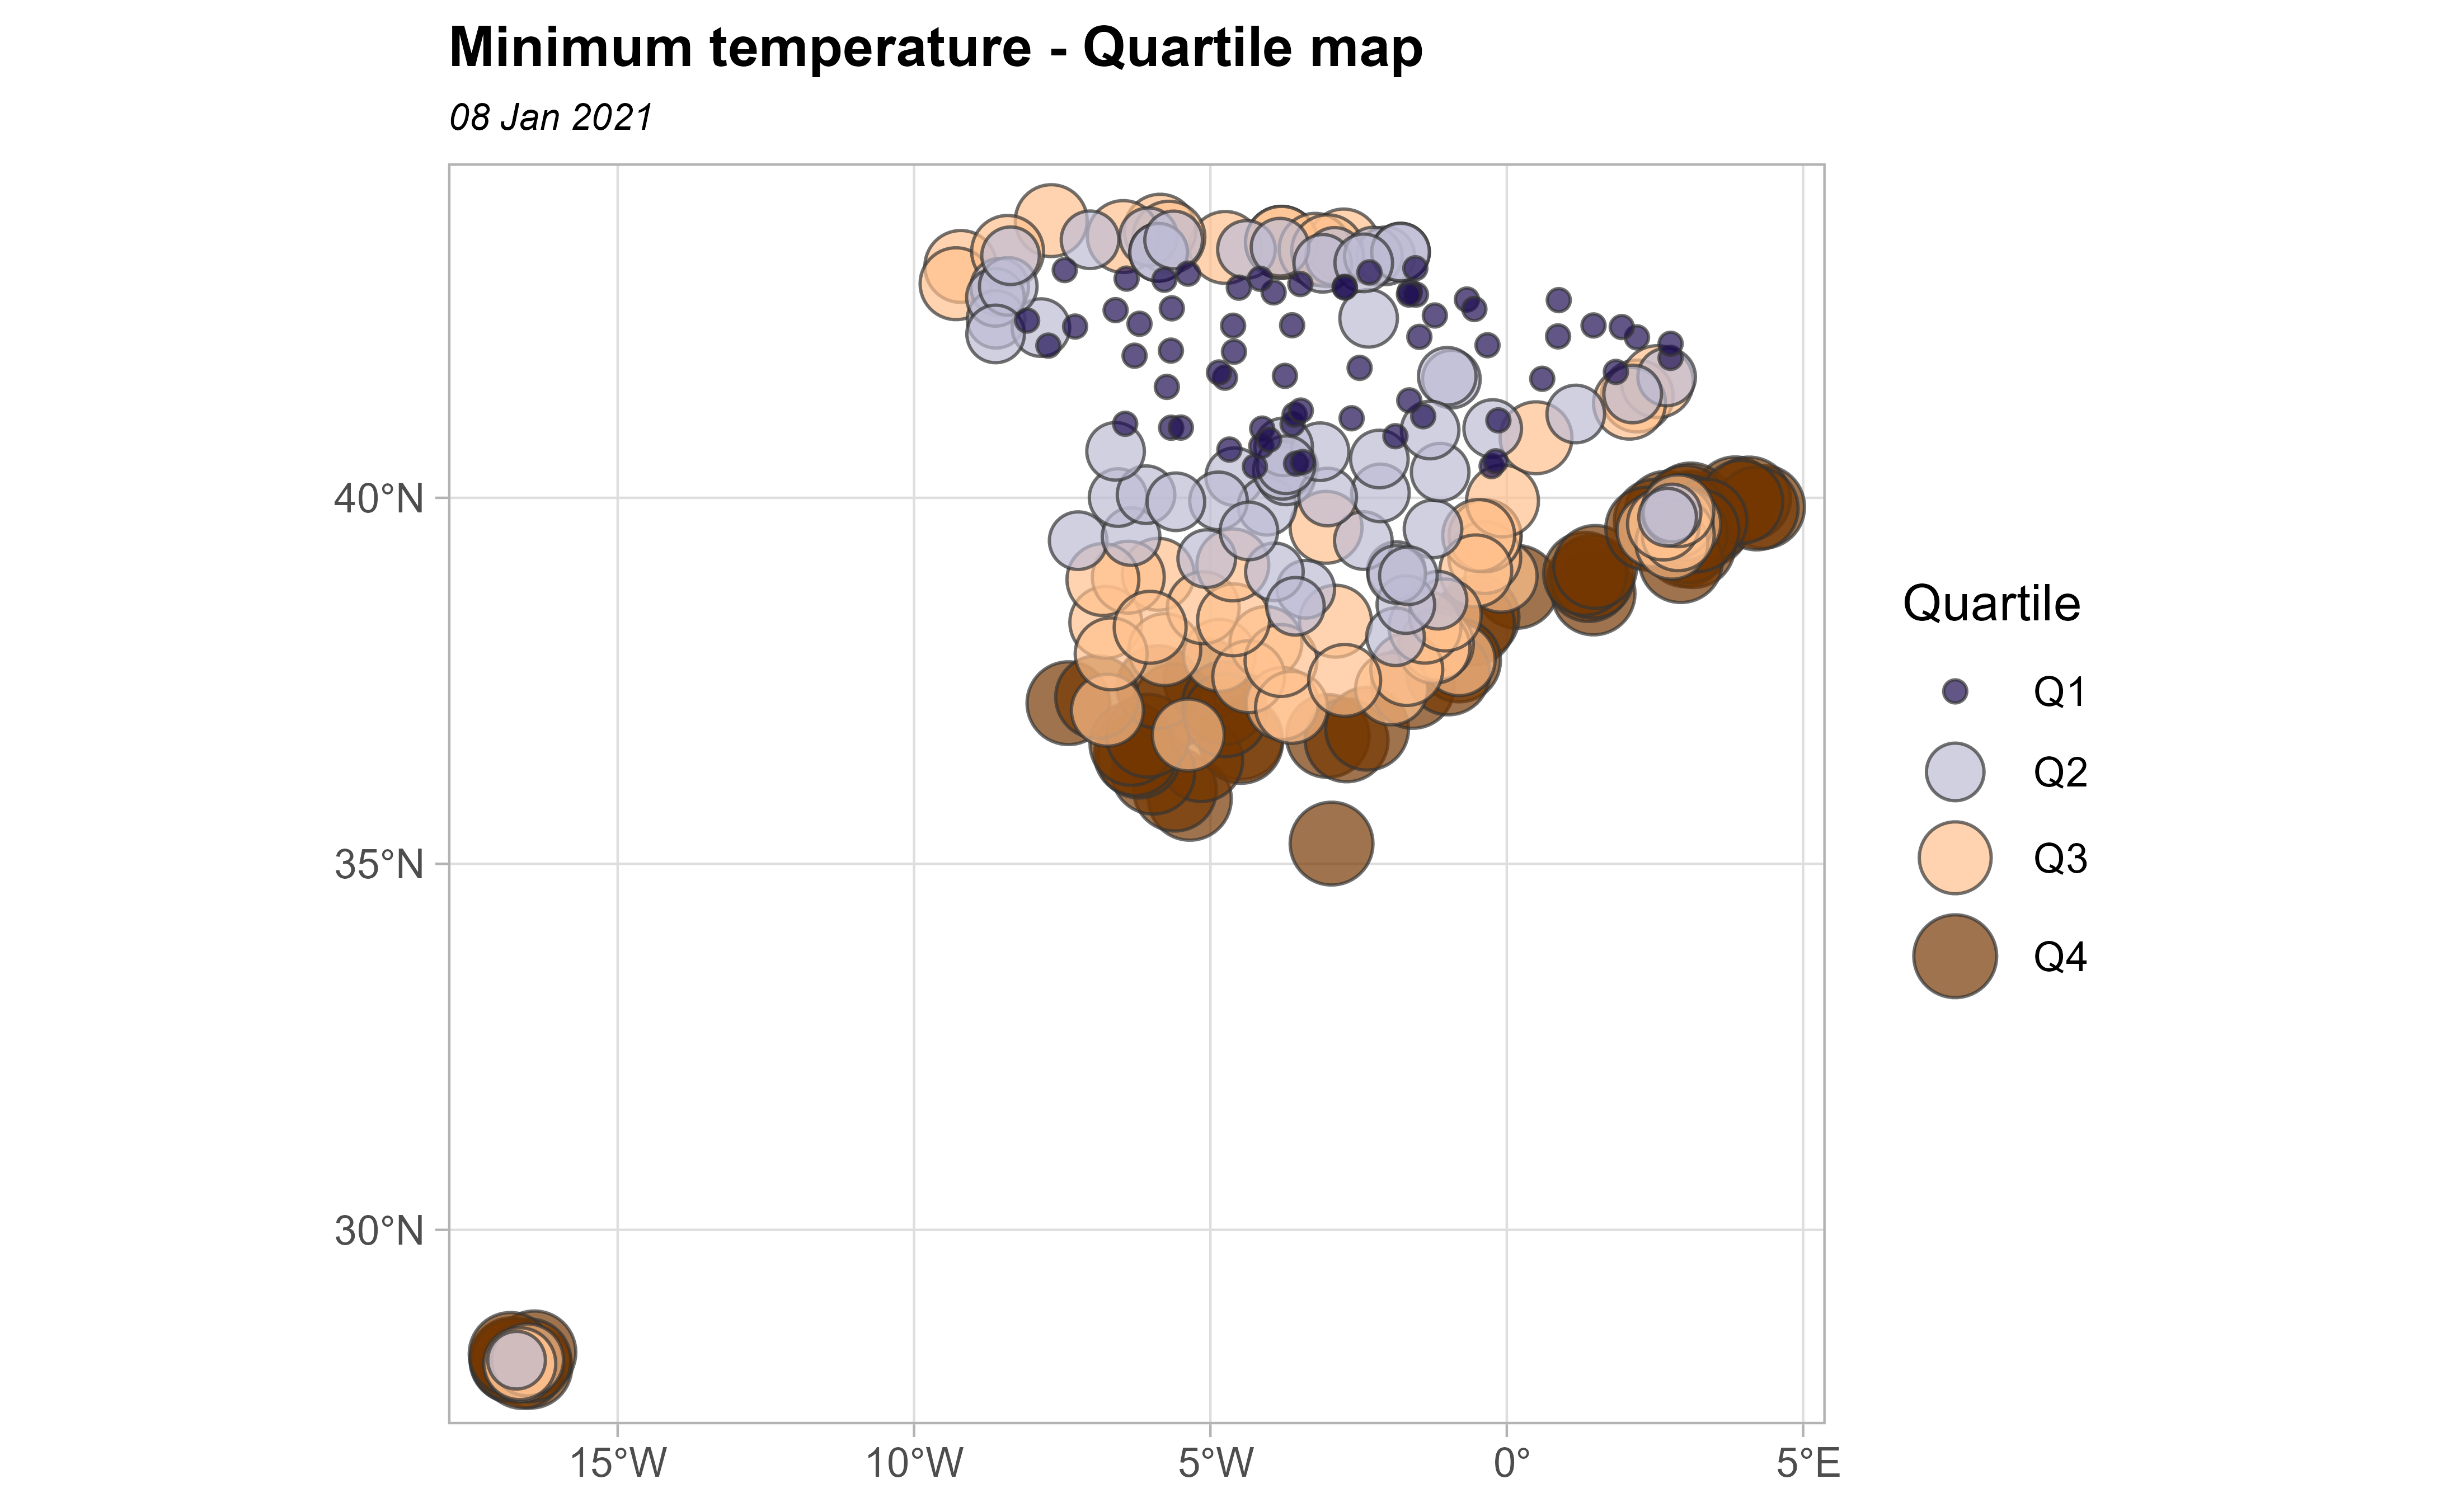 Minimum temperature - Quartile map
08 Jan 2021
40°N
35°N
30°N
15°W
10°W
5°W
0°
5°E
Quartile
Q1
Q2
Q3
Q4